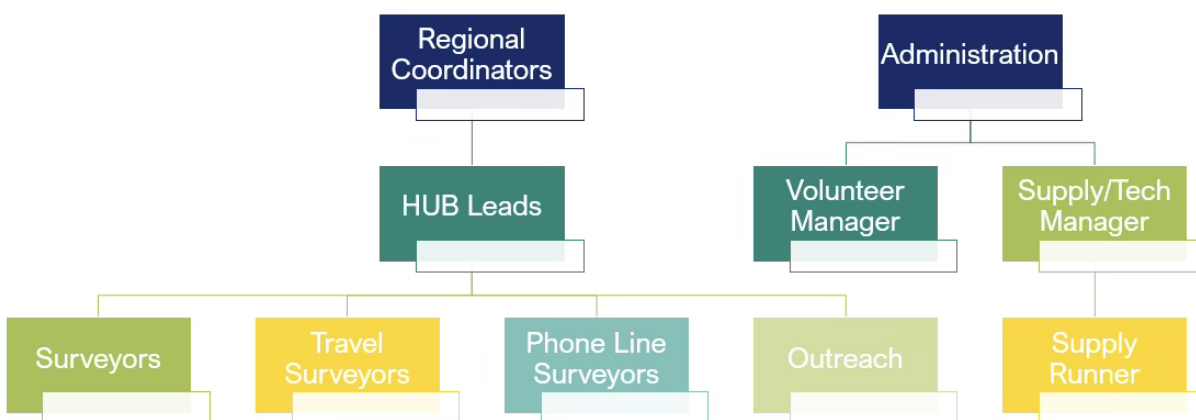 Regional
Coordinators
Administration
HUB Leads
Volunteer
Manager
Supply/Tech
Manager
Surveyors
Travel
Surveyors
Phone Line
Surveyors
Outreach
Supply
Runner